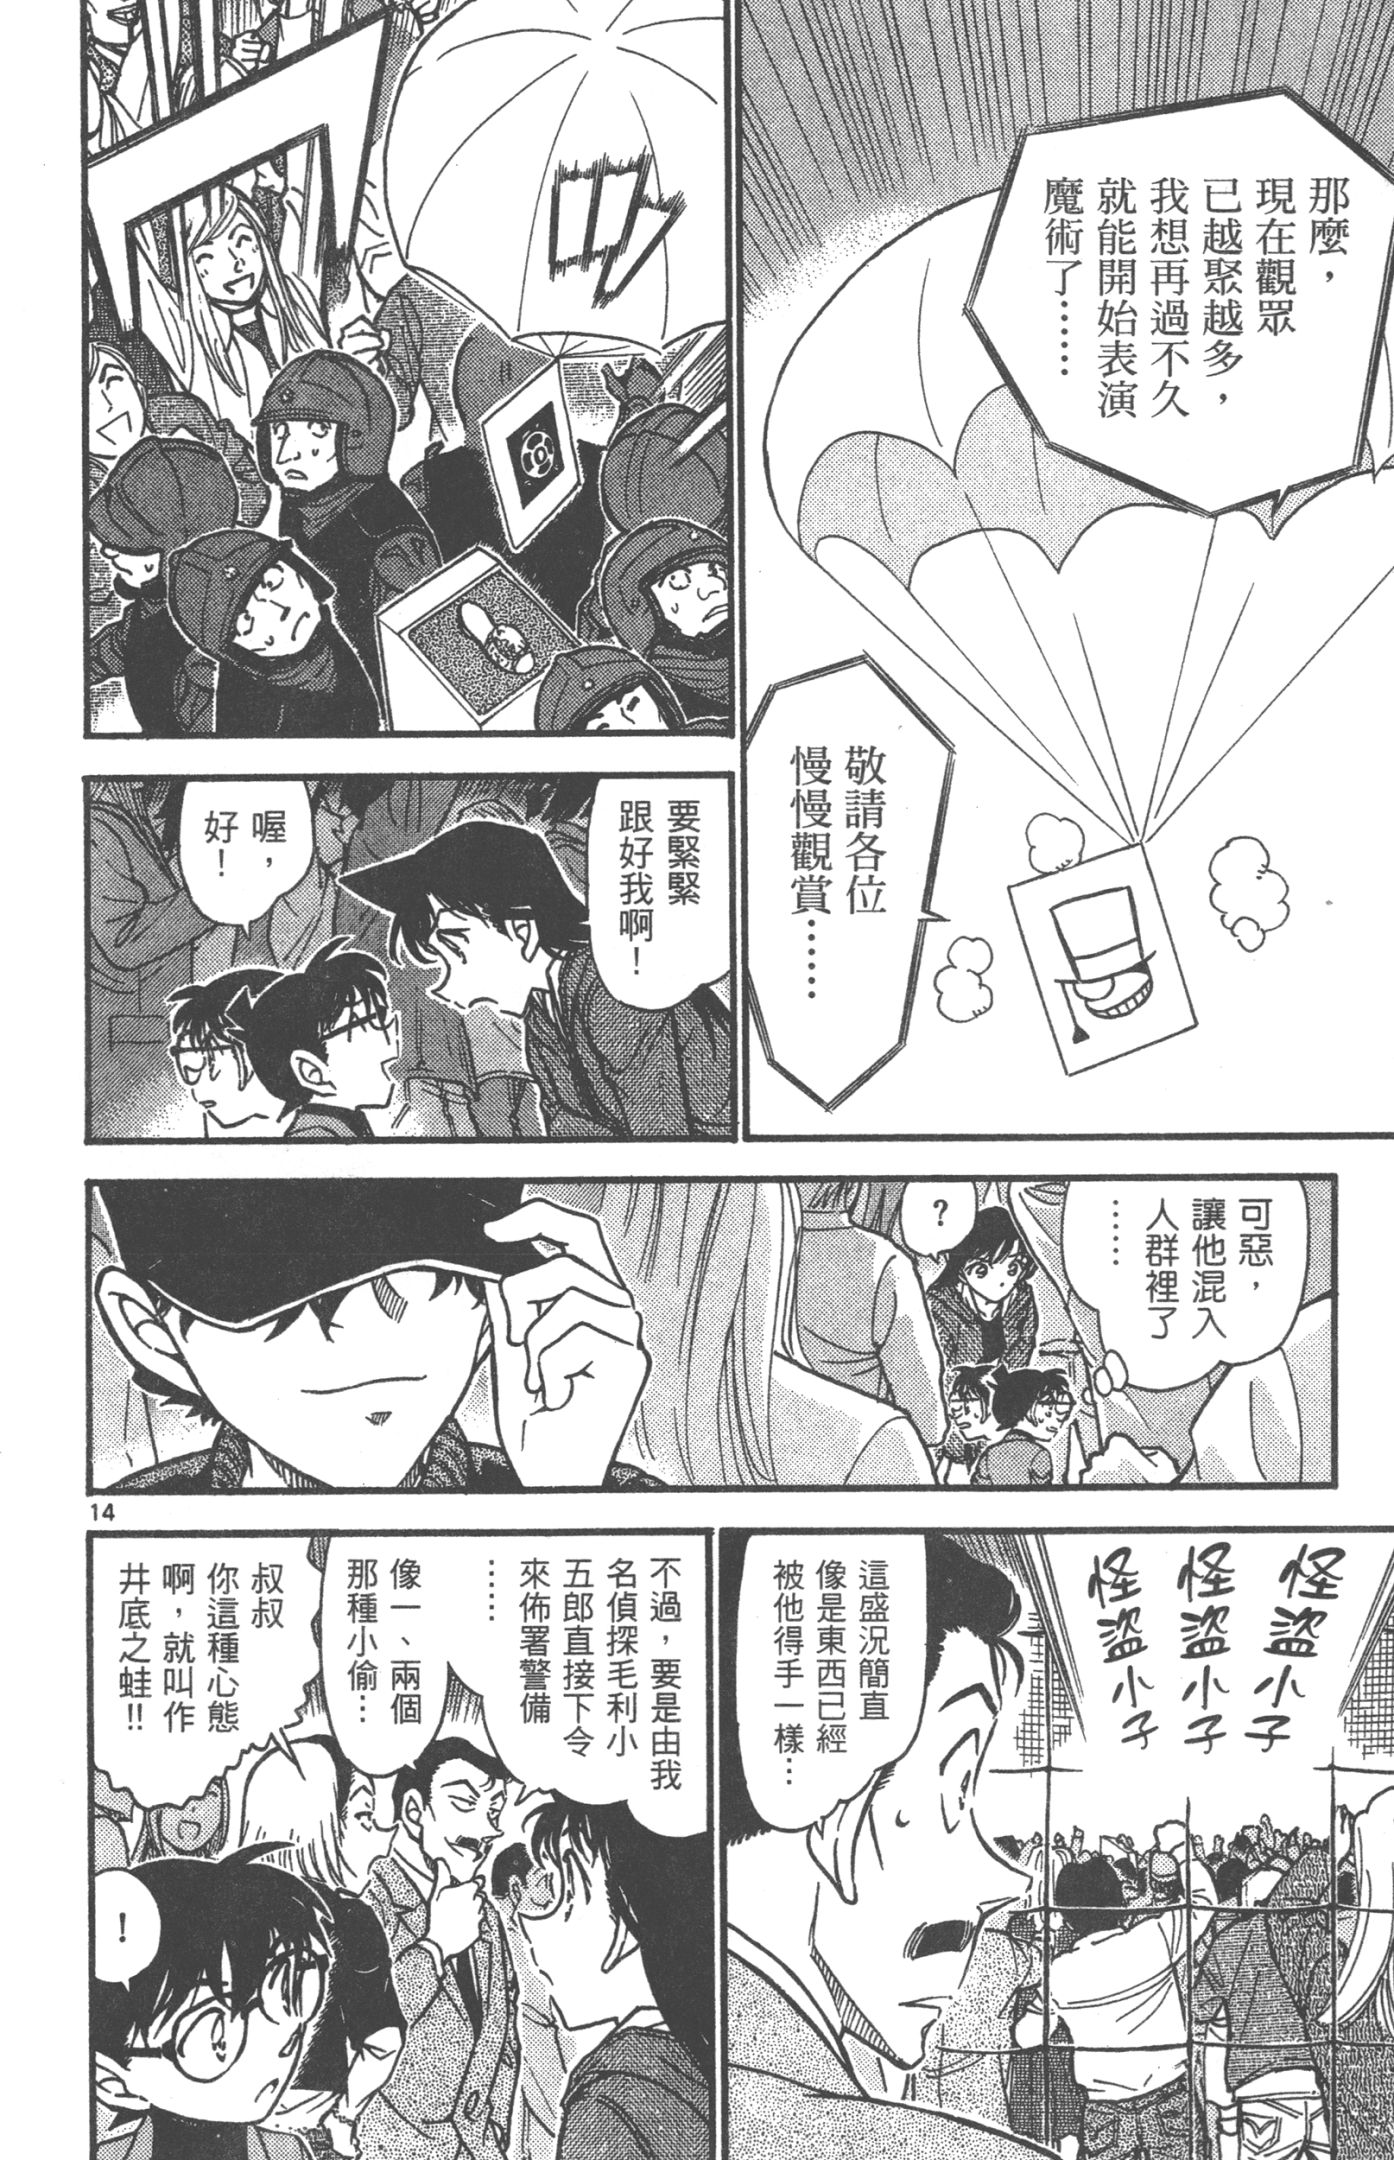 那麼，
現在觀眾
已越聚越多，
我想再過不久
就能開始表演
魔術了……
敬請各位
慢慢觀賞……
要緊緊
跟好我啊！
喔，
好！
可惡，
讓他混入
人群裡了
……
？
14
怪盜小子
怪盜小子
怪盜小子
這盛況簡直
像是東西已經
被他得手一樣…
不過，要是由我
名偵探毛利小
五郎直接下令
來佈署警備
……
像一、兩個
那種小偷…
叔叔
你這種心態
啊，就叫作
井底之蛙!!
！